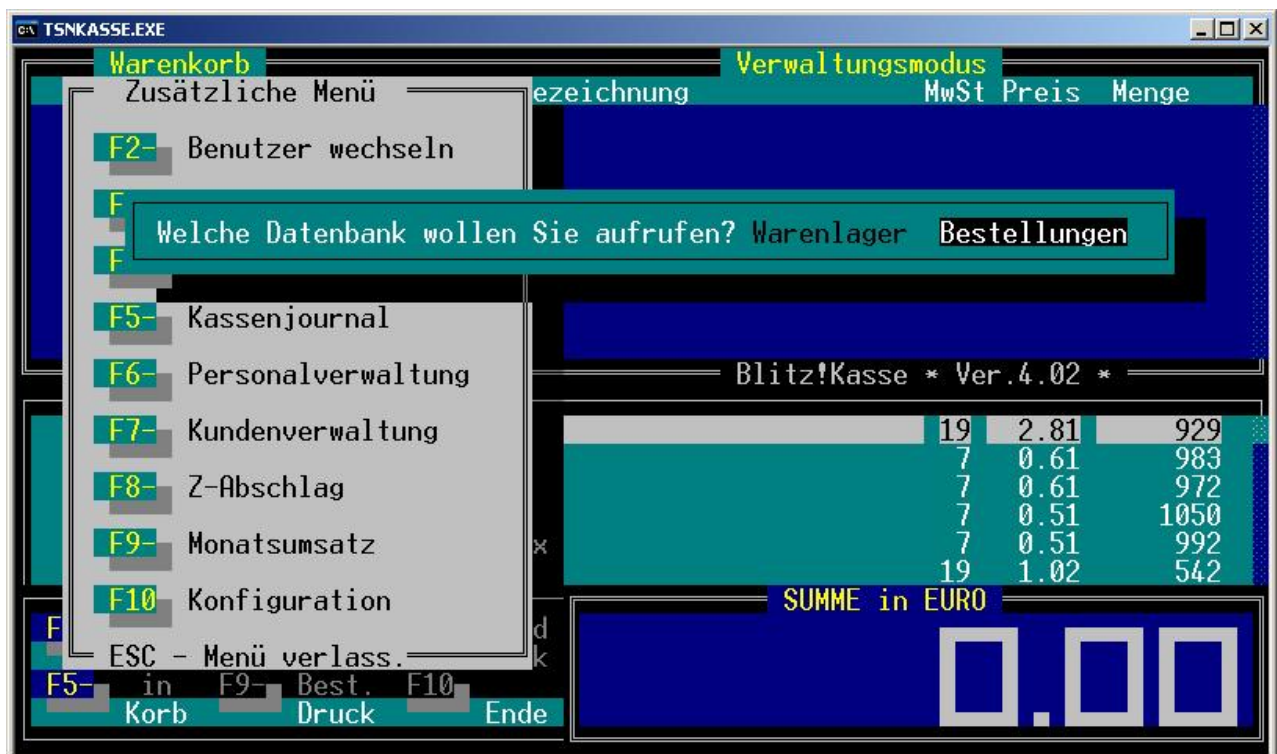 TSNKASSE.EXE
Warenkorb Verwaltungsmodus
Zusätzliche Menü ezeichnung MwSt Preis Menge
F2- Benutzer wechseln
F
Welche Datenbank wollen Sie aufrufen? Warenlager Bestellungen
F
F5- Kassenjournal
F6- Personalverwaltung Blitz!Kasse * Ver.4.02 *
F7- Kundenverwaltung 19 2.81 929
7 0.61 983
F8- Z-Abschlag 7 0.61 972
7 0.51 1050
F9- Monatsumsatz x 7 0.51 992
19 1.02 542
F10 Konfiguration SUMME in EURO
F d
ESC - Menü verlass. k
0.00
F5- in F9- Best. F10
Korb Druck Ende